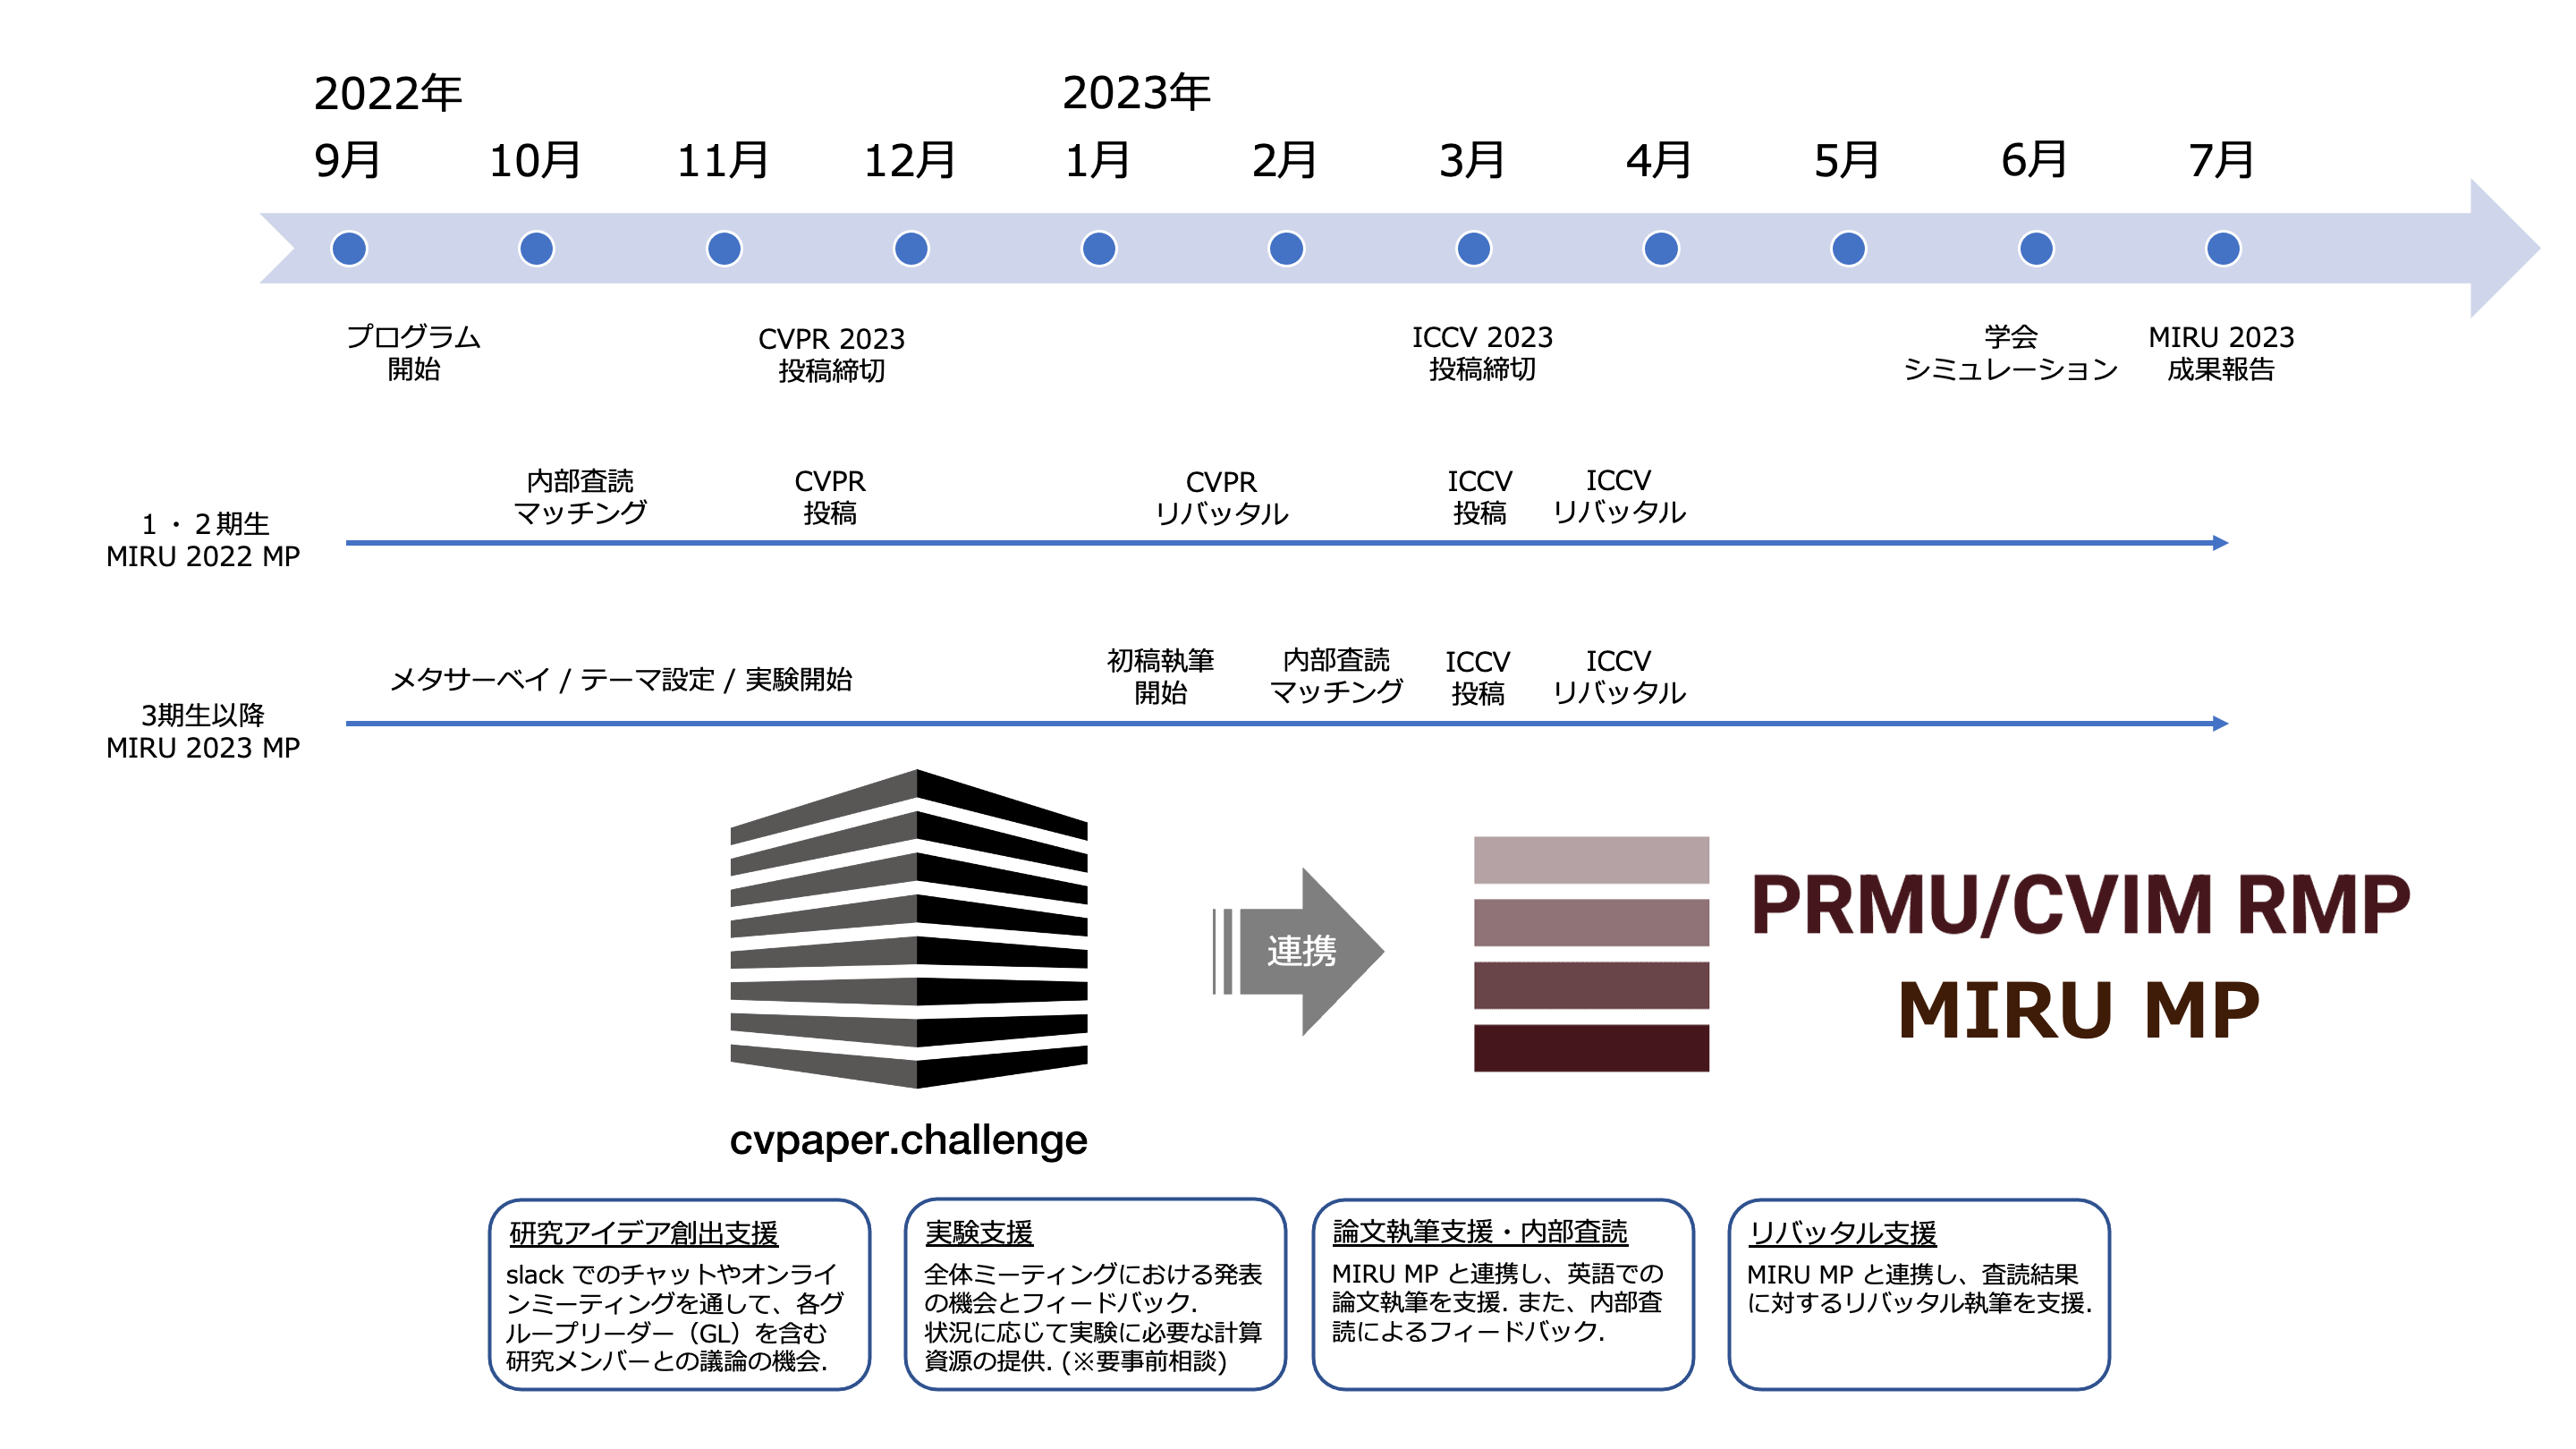 2022年
2023年
9月
10月
11月
12月
1月
2月
3月
4月
5月
6月
7月
プログラム
開始
CVPR 2023
投稿締切
ICCV 2023
投稿締切
学会
シミュレーション
MIRU 2023
成果報告
１・２期生
MIRU 2022 MP
内部査読
マッチング
CVPR
投稿
CVPR
リバッタル
ICCV
投稿
ICCV
リバッタル
3期生以降
MIRU 2023 MP
メタサーベイ / テーマ設定 / 実験開始
初稿執筆
開始
内部査読
マッチング
ICCV
投稿
ICCV
リバッタル
cvpaper.challenge
連携
PRMU/CVIM RMP
MIRU MP
研究アイデア創出支援
slack でのチャットやオンライ
ンミーティングを通して、各グ
ループリーダー（GL）を含む
研究メンバーとの議論の機会.
実験支援
全体ミーティングにおける発表
の機会とフィードバック.
状況に応じて実験に必要な計算
資源の提供. (※要事前相談)
論文執筆支援・内部査読
MIRU MP と連携し、英語での
論文執筆を支援. また、内部査
読によるフィードバック.
リバッタル支援
MIRU MP と連携し、査読結果
に対するリバッタル執筆を支援.